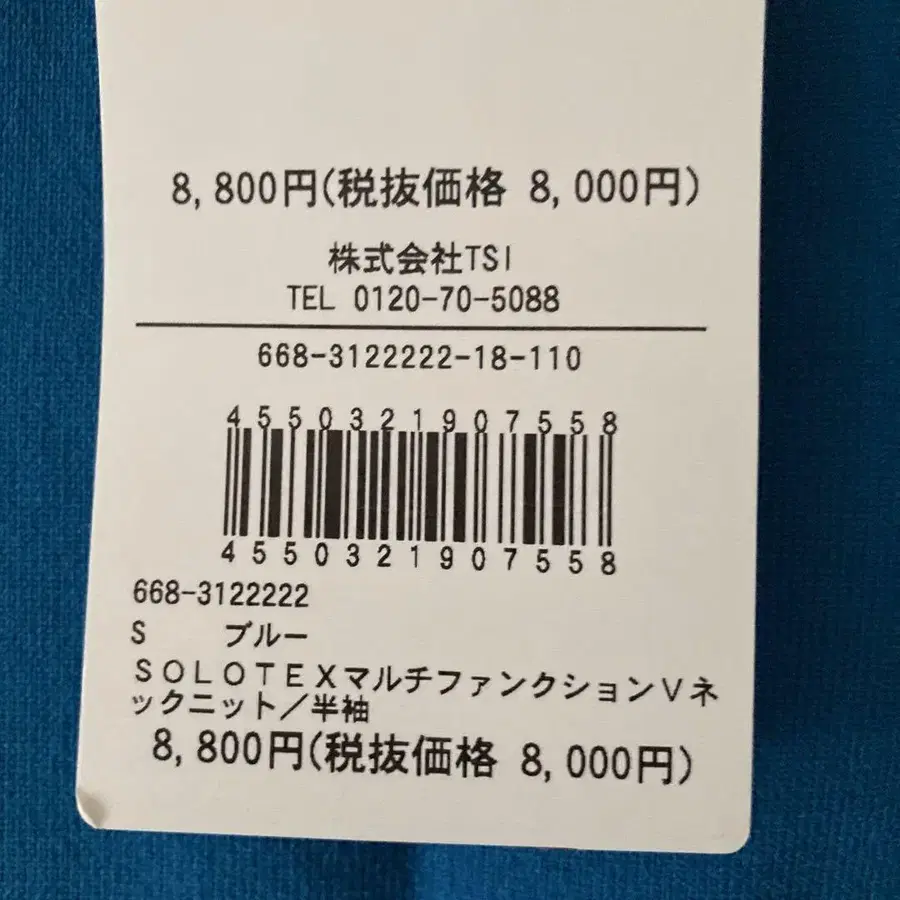 8,800円(税抜価格 8,000円)
株式会社TSI
TEL 0120-70-5088
668-3122222-18-110
4550321907558
4550321907558
668-3122222
S ブルー
SOLOTEXマルチファンクションVネ
ックニット/半袖
8,800円(税抜価格 8,000円)